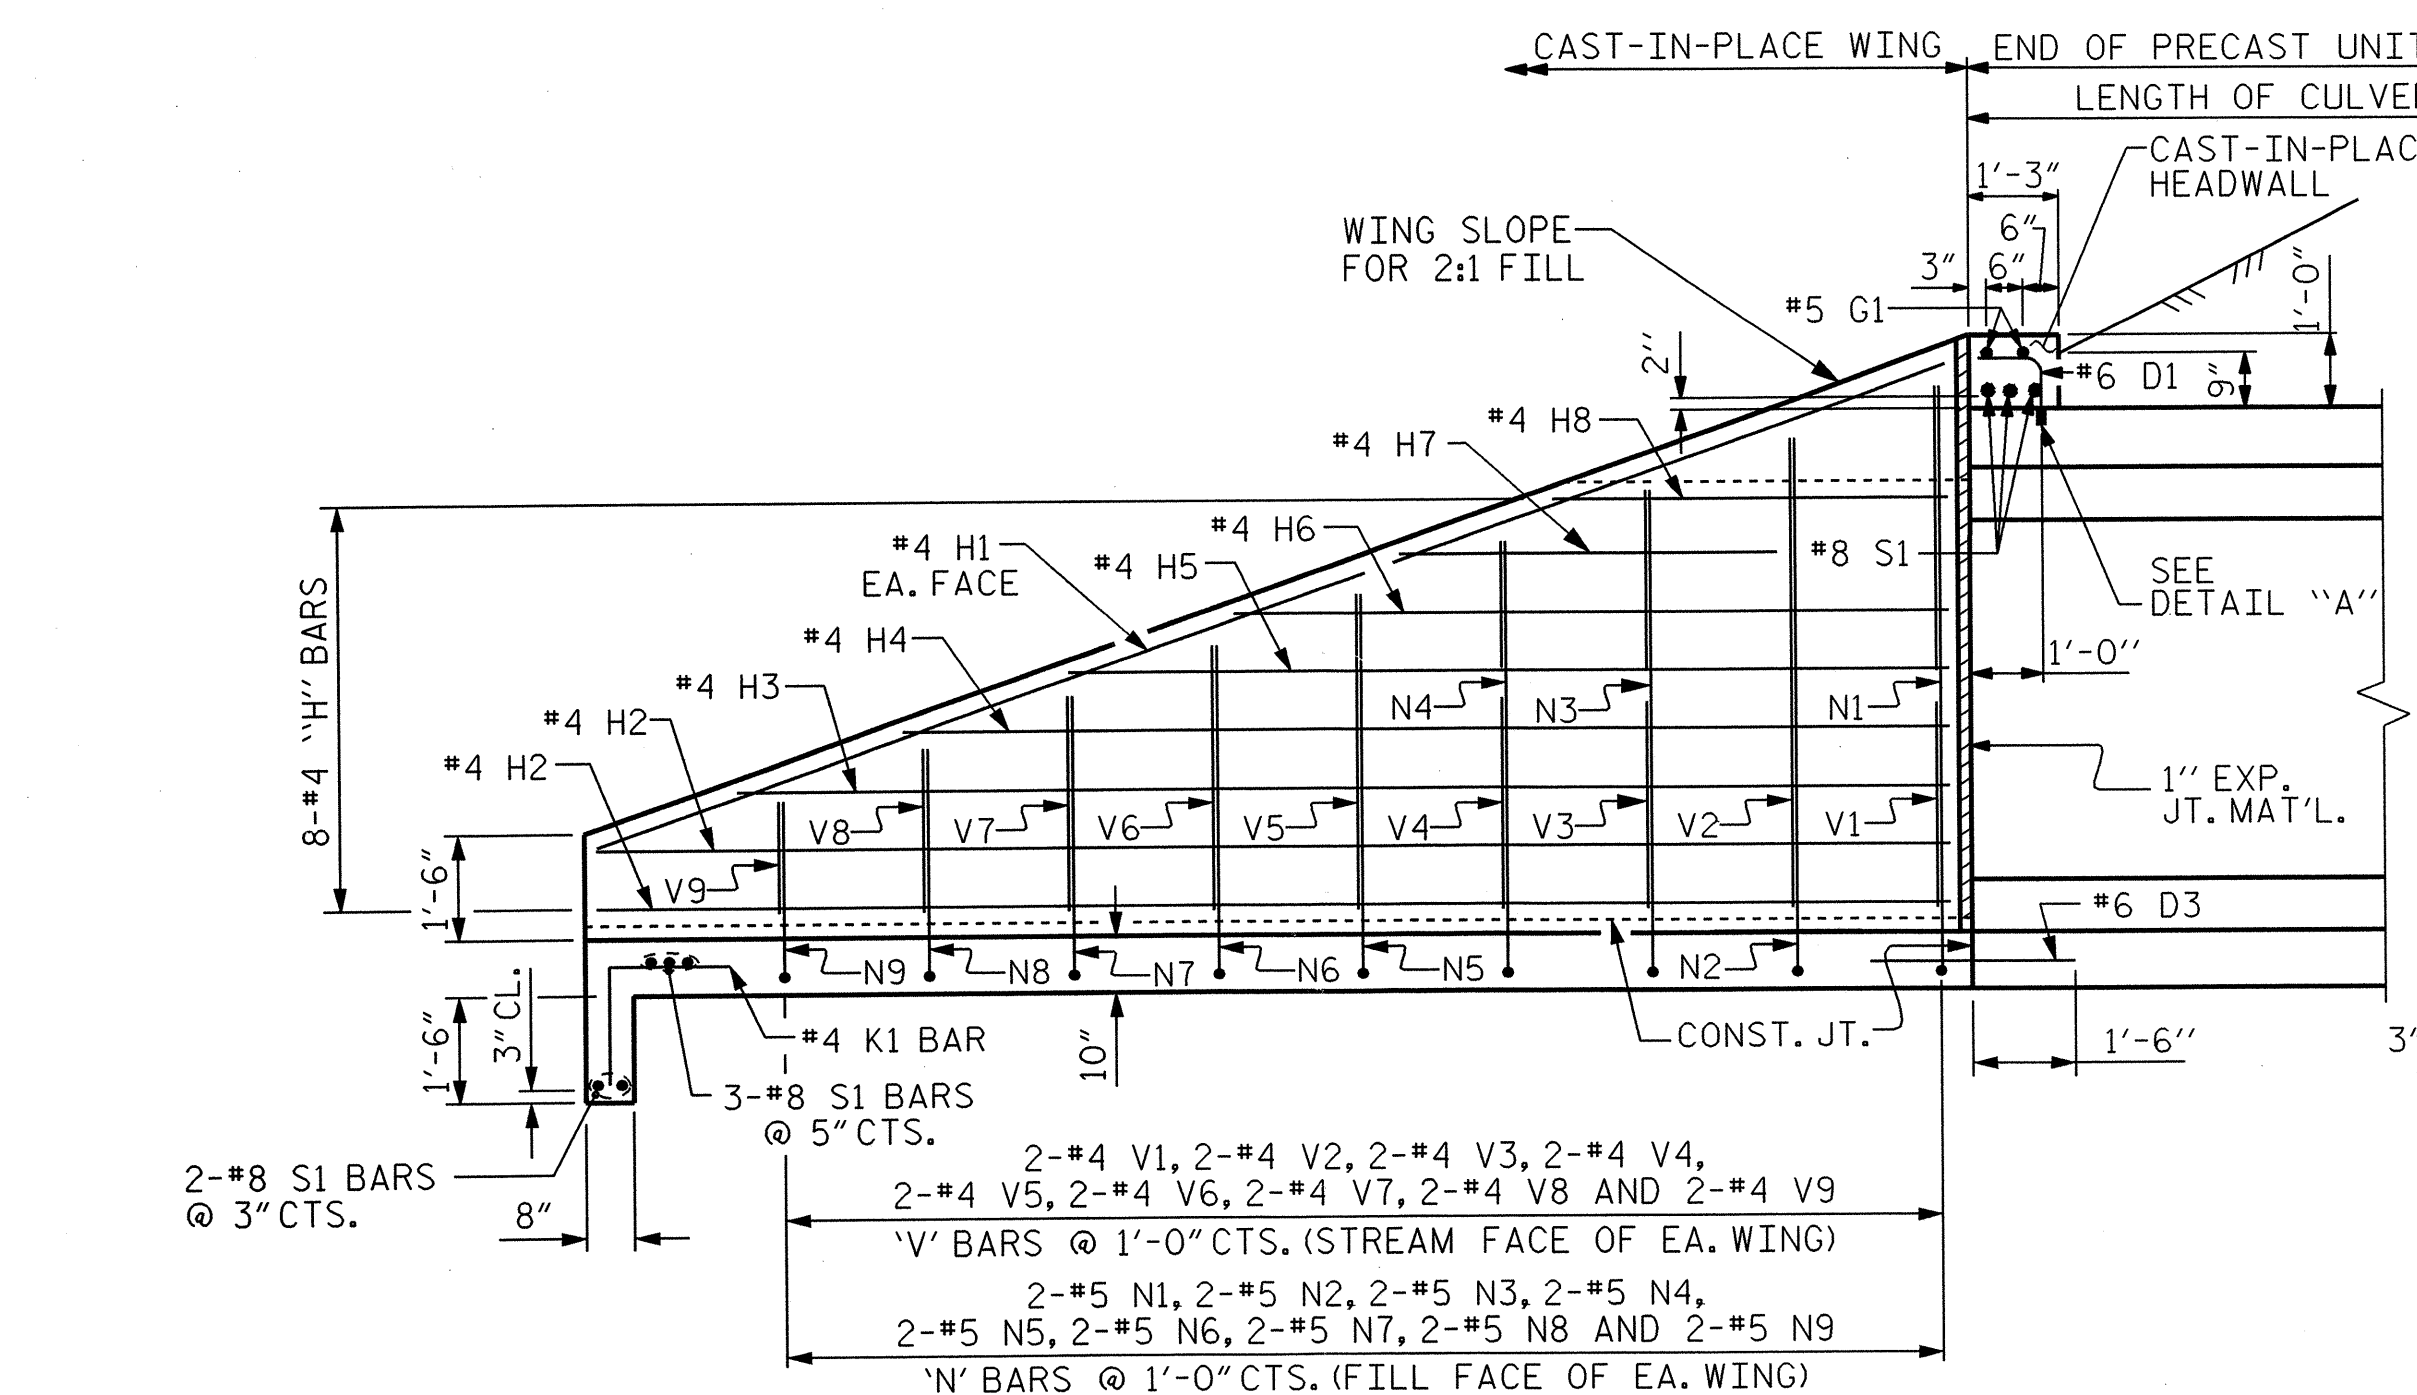 CAST-IN-PLACE WING
END OF PRECAST UNIT
LENGTH OF CULVE
CAST-IN-PLAC
HEADWALL
1'-3"
6"
3"
6"
1'-0"
WING SLOPE
FOR 2:1 FILL
#5 G1
2"
#6 D1
9"
#4 H8
#4 H7
#4 H6
#4 H1
EA. FACE
#4 H5
#8 S1
SEE
DETAIL "A"
#4 H4
1'-0"
#4 H3
N4
N3
N1
#4 H2
#4 H2
8-#4 "H" BARS
1" EXP.
JT. MAT'L.
V8
V7
V6
V5
V4
V3
V2
V1
V9
1'-6"
#6 D3
N9
N8
N7
N6
N5
N2
3" CL.
1'-6"
#4 K1 BAR
10"
CONST. JT.
1'-6"
3'
3-#8 S1 BARS
@ 5" CTS.
2-#8 S1 BARS
@ 3" CTS.
8"
2-#4 V1, 2-#4 V2, 2-#4 V3, 2-#4 V4,
2-#4 V5, 2-#4 V6, 2-#4 V7, 2-#4 V8 AND 2-#4 V9
'V' BARS @ 1'-0" CTS. (STREAM FACE OF EA. WING)
2-#5 N1, 2-#5 N2, 2-#5 N3, 2-#5 N4,
2-#5 N5, 2-#5 N6, 2-#5 N7, 2-#5 N8 AND 2-#5 N9
'N' BARS @ 1'-0" CTS. (FILL FACE OF EA. WING)